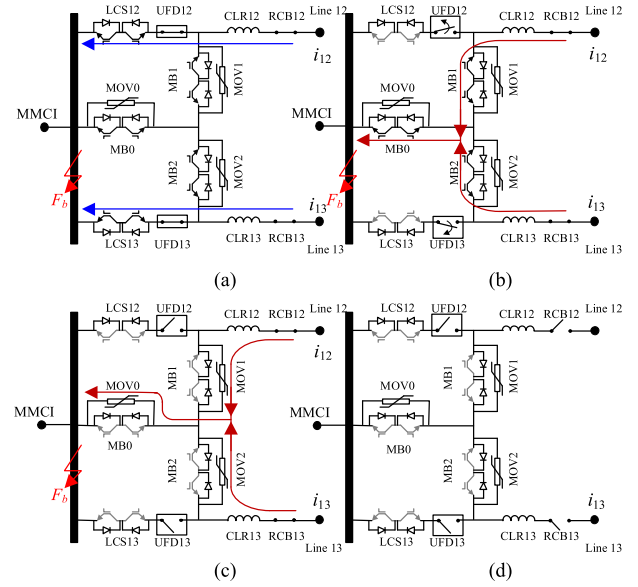 LCS12 UFD12 CLR12 RCB12 Line 12
i12
MOV0
MB1
MOV1
MMCI
MB0
MB2
MOV2
Fb
i13
LCS13 UFD13 CLR13 RCB13 Line 13
(a)
LCS12 UFD12 CLR12 RCB12 Line 12
i12
MOV0
MB1
MOV1
MMCI
MB0
MB2
MOV2
Fb
i13
LCS13 UFD13 CLR13 RCB13 Line 13
(b)
LCS12 UFD12 CLR12 RCB12 Line 12
i12
MOV0
MB1
MOV1
MMCI
MB0
MB2
MOV2
Fb
i13
LCS13 UFD13 CLR13 RCB13 Line 13
(c)
LCS12 UFD12 CLR12 RCB12 Line 12
i12
MOV0
MB1
MOV1
MMCI
MB0
MB2
MOV2
i13
LCS13 UFD13 CLR13 RCB13 Line 13
(d)